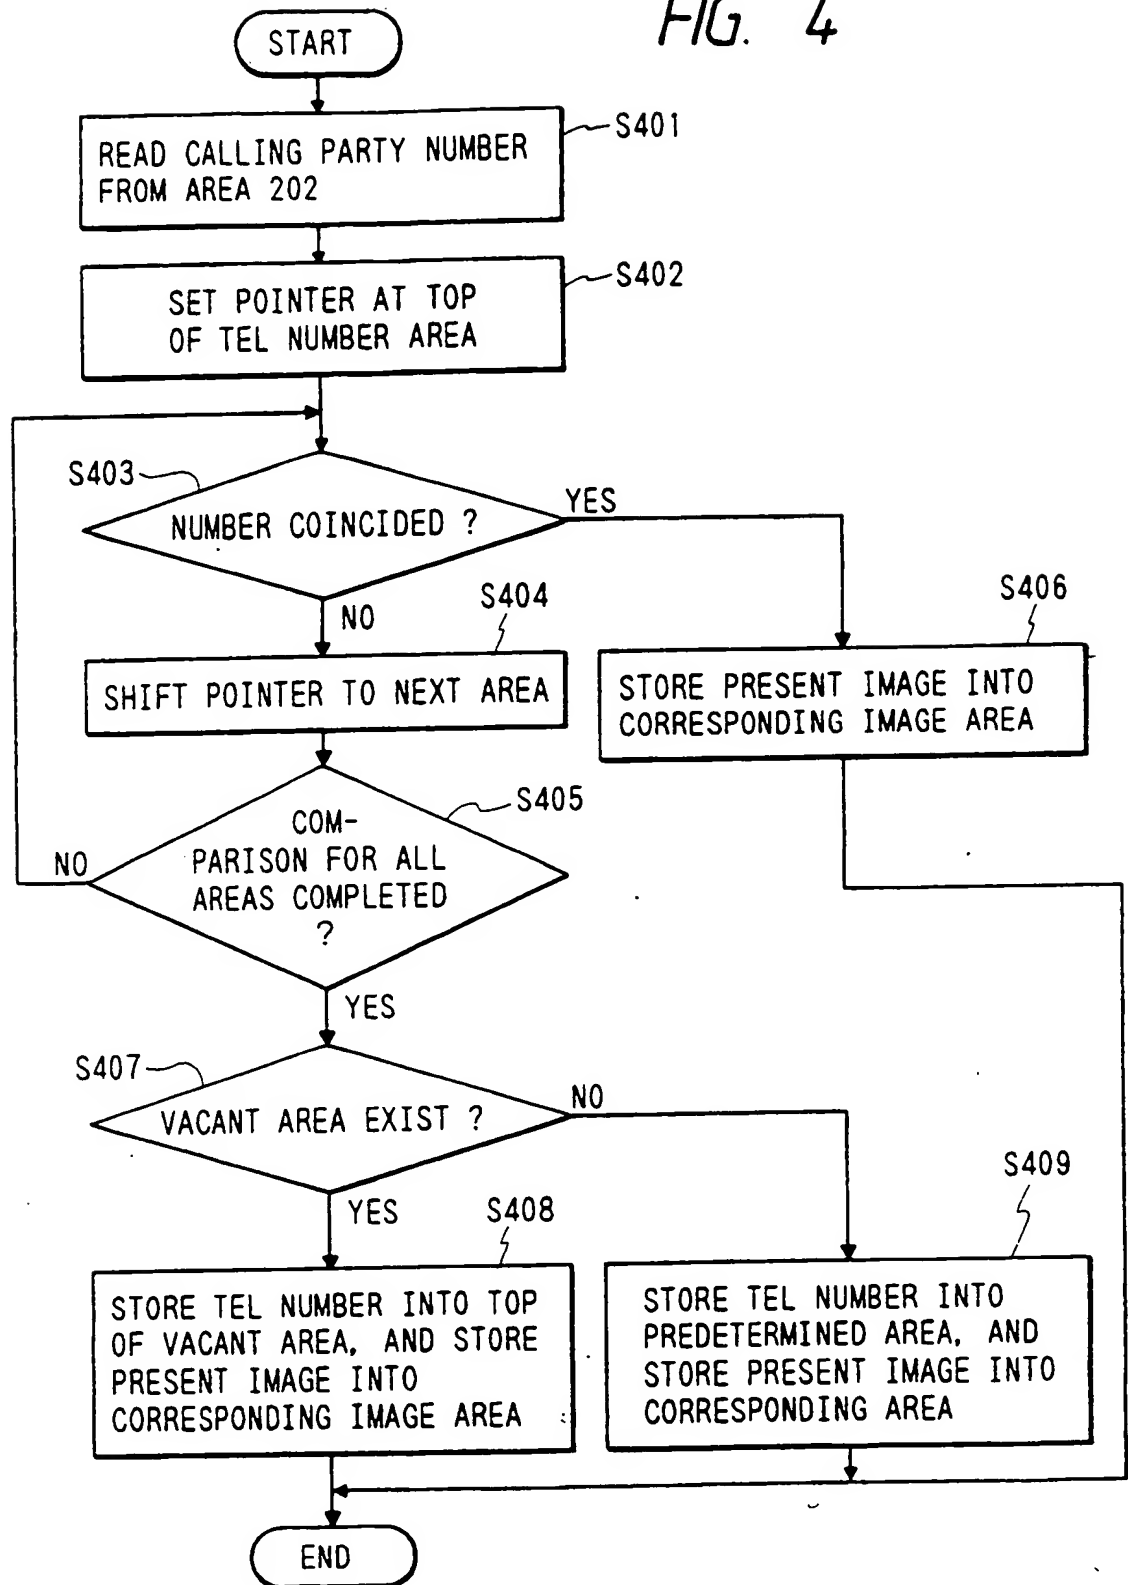 FIG. 4
START
S401
READ CALLING PARTY NUMBER
FROM AREA 202
S402
SET POINTER AT TOP
OF TEL NUMBER AREA
S403
NUMBER COINCIDED ?
YES
NO
S404
SHIFT POINTER TO NEXT AREA
S406
STORE PRESENT IMAGE INTO
CORRESPONDING IMAGE AREA
S405
COM-
PARISON FOR ALL
AREAS COMPLETED
?
NO
YES
S407
VACANT AREA EXIST ?
NO
YES
S408
STORE TEL NUMBER INTO TOP
OF VACANT AREA, AND STORE
PRESENT IMAGE INTO
CORRESPONDING IMAGE AREA
S409
STORE TEL NUMBER INTO
PREDETERMINED AREA, AND
STORE PRESENT IMAGE INTO
CORRESPONDING AREA
END